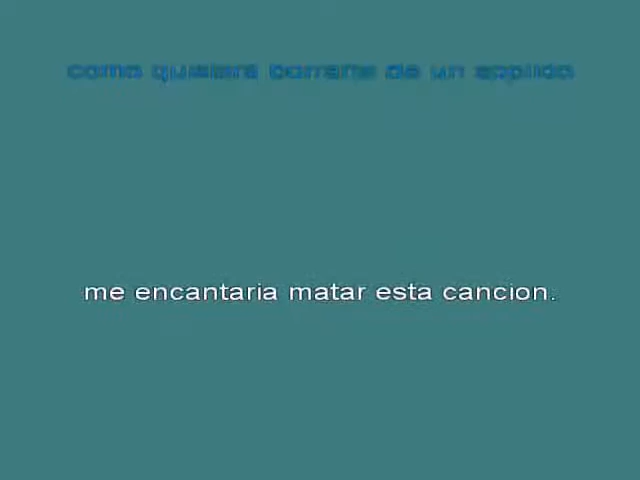 como quisiera borrarte de un soplido
me encantaria matar esta cancion.